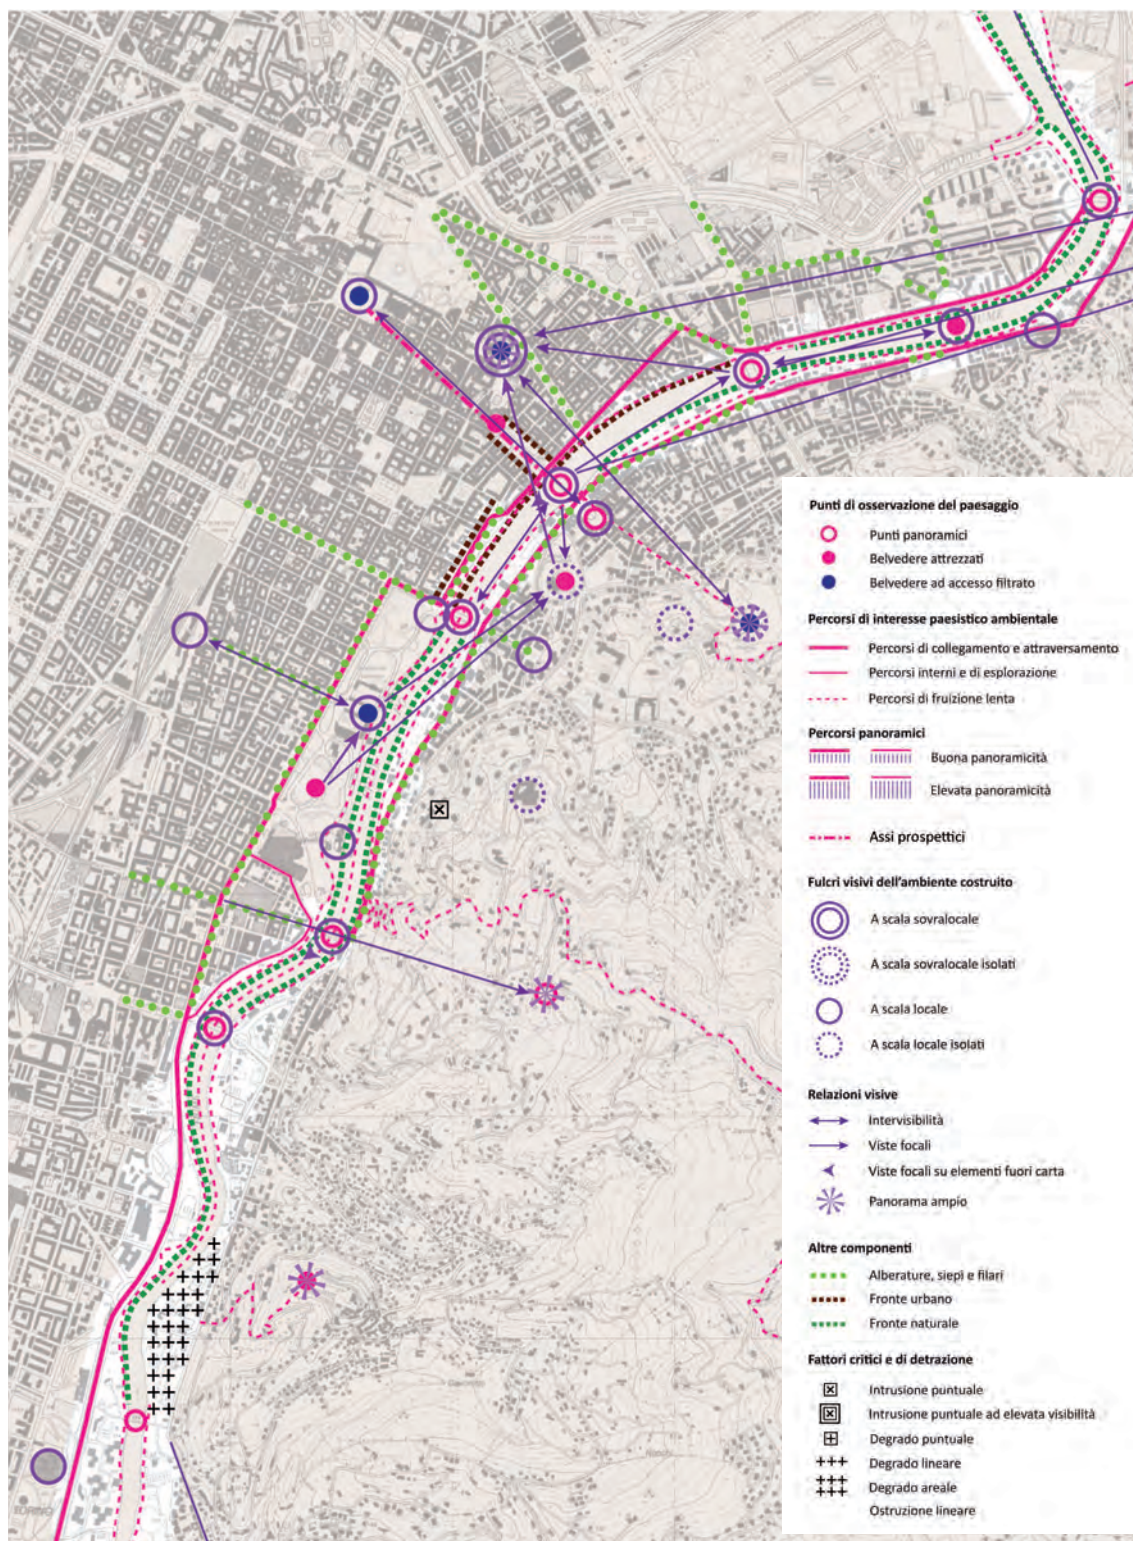 Punti di osservazione del paesaggio
Punti panoramici
Belvedere attrezzati
Belvedere ad accesso filtrato
Percorsi di interesse paesistico ambientale
Percorsi di collegamento e attraversamento
Percorsi interni e di esplorazione
Percorsi di fruizione lenta
Percorsi panoramici
Buona panoramicità
Elevata panoramicità
Assi prospettici
Fulcri visivi dell'ambiente costruito
A scala sovralocale
A scala sovralocale isolati
A scala locale
A scala locale isolati
Relazioni visive
Intervisibilità
Viste focali
Viste focali su elementi fuori carta
Panorama ampio
Altre componenti
Alberature, siepi e filari
Fronte urbano
Fronte naturale
Fattori critici e di detrazione
Intrusione puntuale
Intrusione puntuale ad elevata visibilità
Degrado puntuale
Degrado lineare
Degrado areale
Ostruzione lineare
TORINO